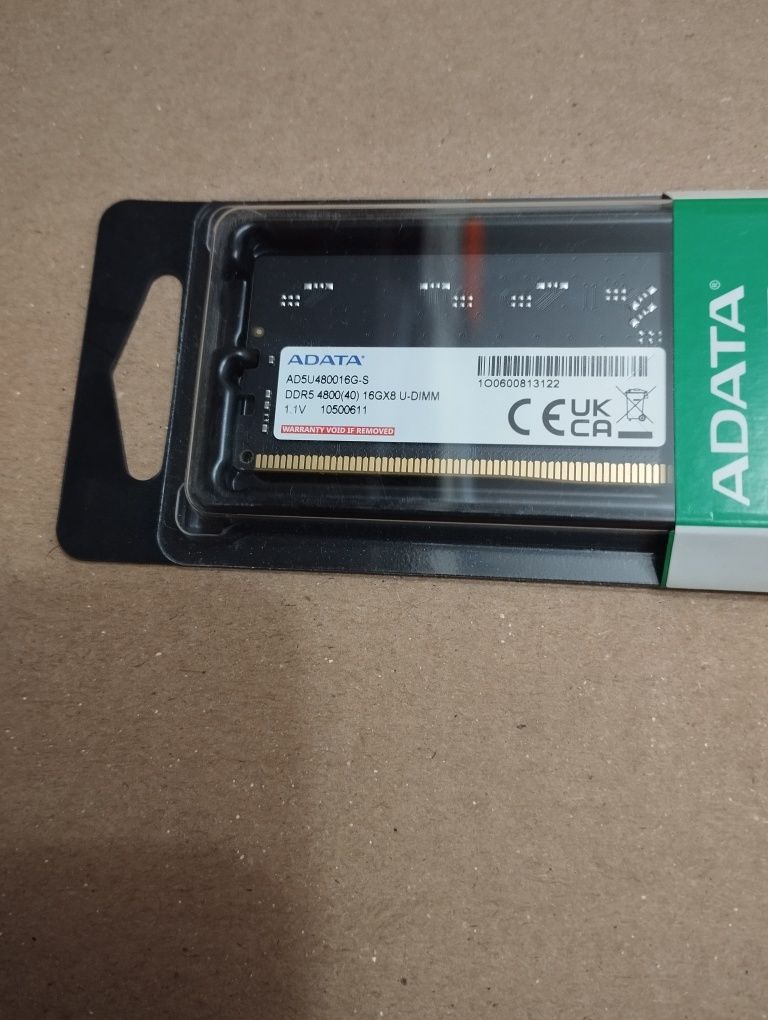 ADATA®
AD5U480016G-S
DDR5 4800(40) 16GX8 U-DIMM
1.1V 10500611
WARRANTY VOID IF REMOVED
1O0600813122
CE UK
CA
ADATA®